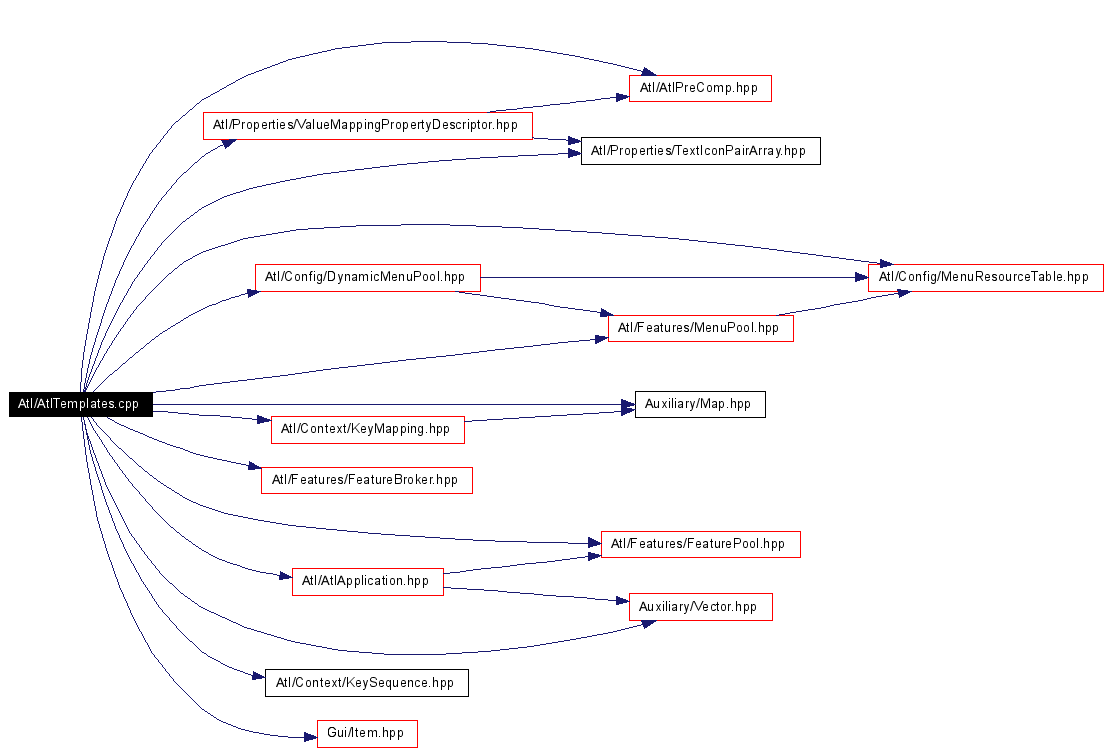 Atl/AtlPreComp.hpp
Atl/Properties/ValueMappingPropertyDescriptor.hpp
Atl/Properties/TextIconPairArray.hpp
Atl/Config/DynamicMenuPool.hpp
Atl/Config/MenuResourceTable.hpp
Atl/Features/MenuPool.hpp
Atl/AtlTemplates.cpp
Auxiliary/Map.hpp
Atl/Context/KeyMapping.hpp
Atl/Features/FeatureBroker.hpp
Atl/Features/FeaturePool.hpp
Atl/AtlApplication.hpp
Auxiliary/Vector.hpp
Atl/Context/KeySequence.hpp
Gui/Item.hpp